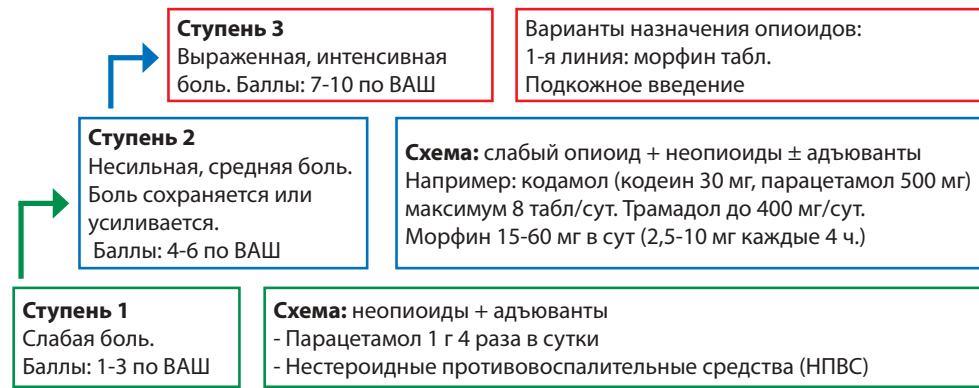 Ступень 3
Выраженная, интенсивная
боль. Баллы: 7-10 по ВАШ
Варианты назначения опиоидов:
1-я линия: морфин табл.
Подкожное введение
Ступень 2
Несильная, средняя боль.
Боль сохраняется или
усиливается.
Баллы: 4-6 по ВАШ
Схема: слабый опиоид + неопиоиды ± адъюванты
Например: кодамол (кодеин 30 мг, парацетамол 500 мг)
максимум 8 табл/сут. Трамадол до 400 мг/сут.
Морфин 15-60 мг в сут (2,5-10 мг каждые 4 ч.)
Ступень 1
Слабая боль.
Баллы: 1-3 по ВАШ
Схема: неопиоиды + адъюванты
- Парацетамол 1 г 4 раза в сутки
- Нестероидные противовоспалительные средства (НПВС)